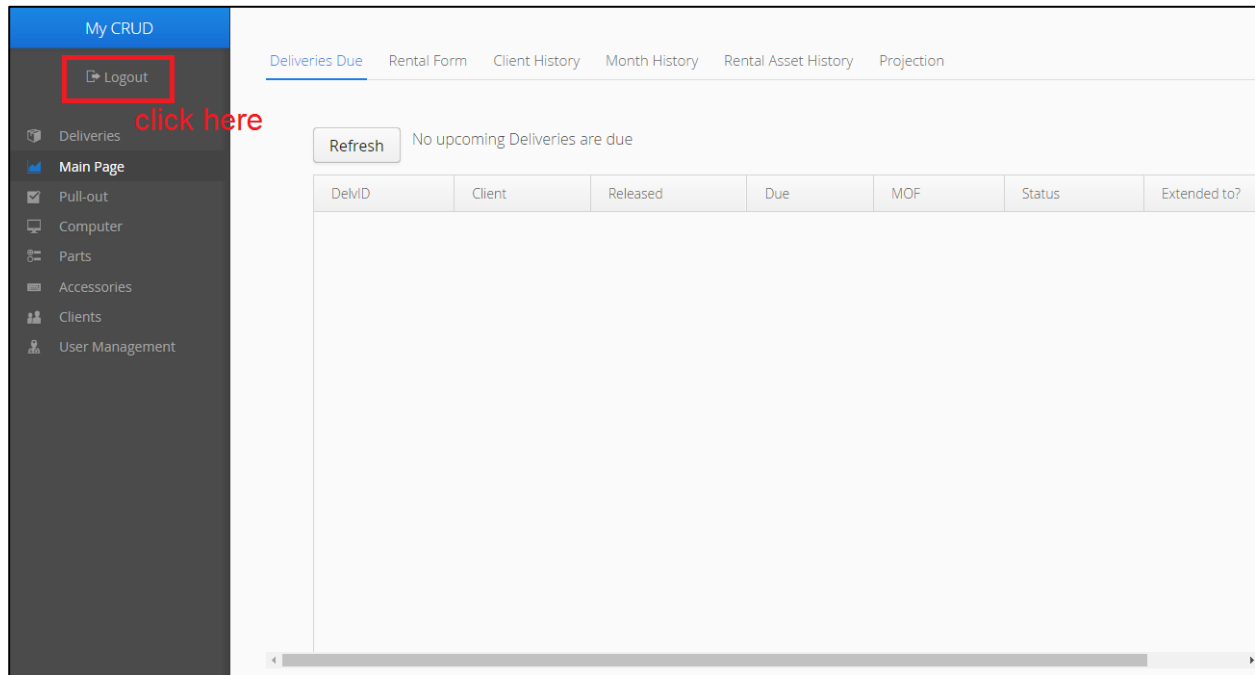 My CRUD
Logout
click here
Deliveries
Main Page
Pull-out
Computer
Parts
Accessories
Clients
User Management
Deliveries Due Rental Form Client History Month History Rental Asset History Projection
Refresh No upcoming Deliveries are due
DelvID Client Released Due MOF Status Extended to?